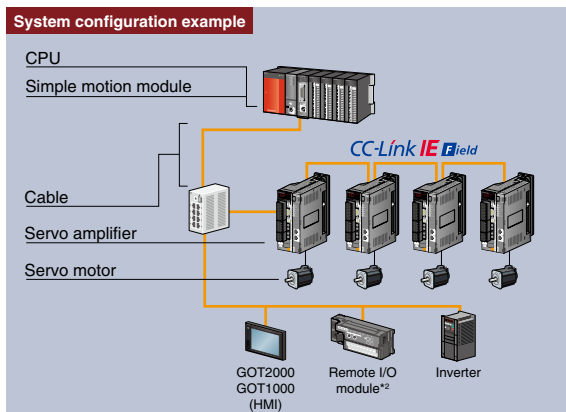 System configuration example
CPU
Simple motion module
CC-Link IE Field
Cable
Servo amplifier
Servo motor
GOT2000
GOT1000
(HMI)
Remote I/O
module*2
Inverter